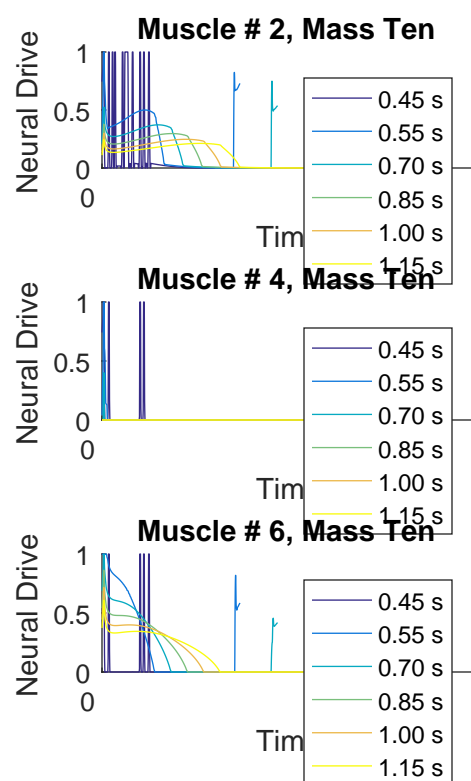 Muscle # 2, Mass Ten
1
0.5
0
0
Neural Drive
Tim
0.45 s
0.55 s
0.70 s
0.85 s
1.00 s
1.15 s
Muscle # 4, Mass Ten
1
0.5
0
0
Neural Drive
Tim
0.45 s
0.55 s
0.70 s
0.85 s
1.00 s
1.15 s
Muscle # 6, Mass Ten
1
0.5
0
0
Neural Drive
Tim
0.45 s
0.55 s
0.70 s
0.85 s
1.00 s
1.15 s